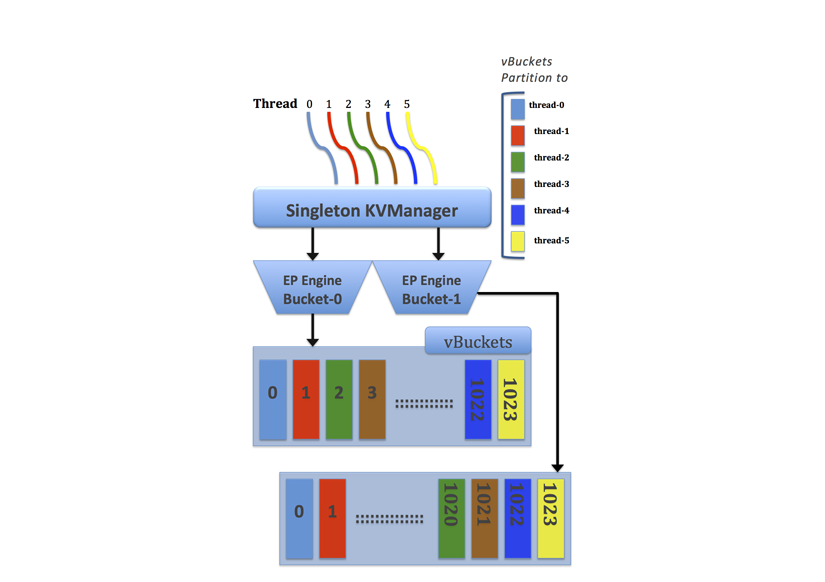 vBuckets
Partition to
Thread 0 1 2 3 4 5
thread-0
thread-1
thread-2
thread-3
thread-4
thread-5
Singleton KVManager
EP Engine
Bucket-0
EP Engine
Bucket-1
vBuckets
0 1 2 3 ............ 1022 1023
0 1 .............. 1020 1021 1022 1023